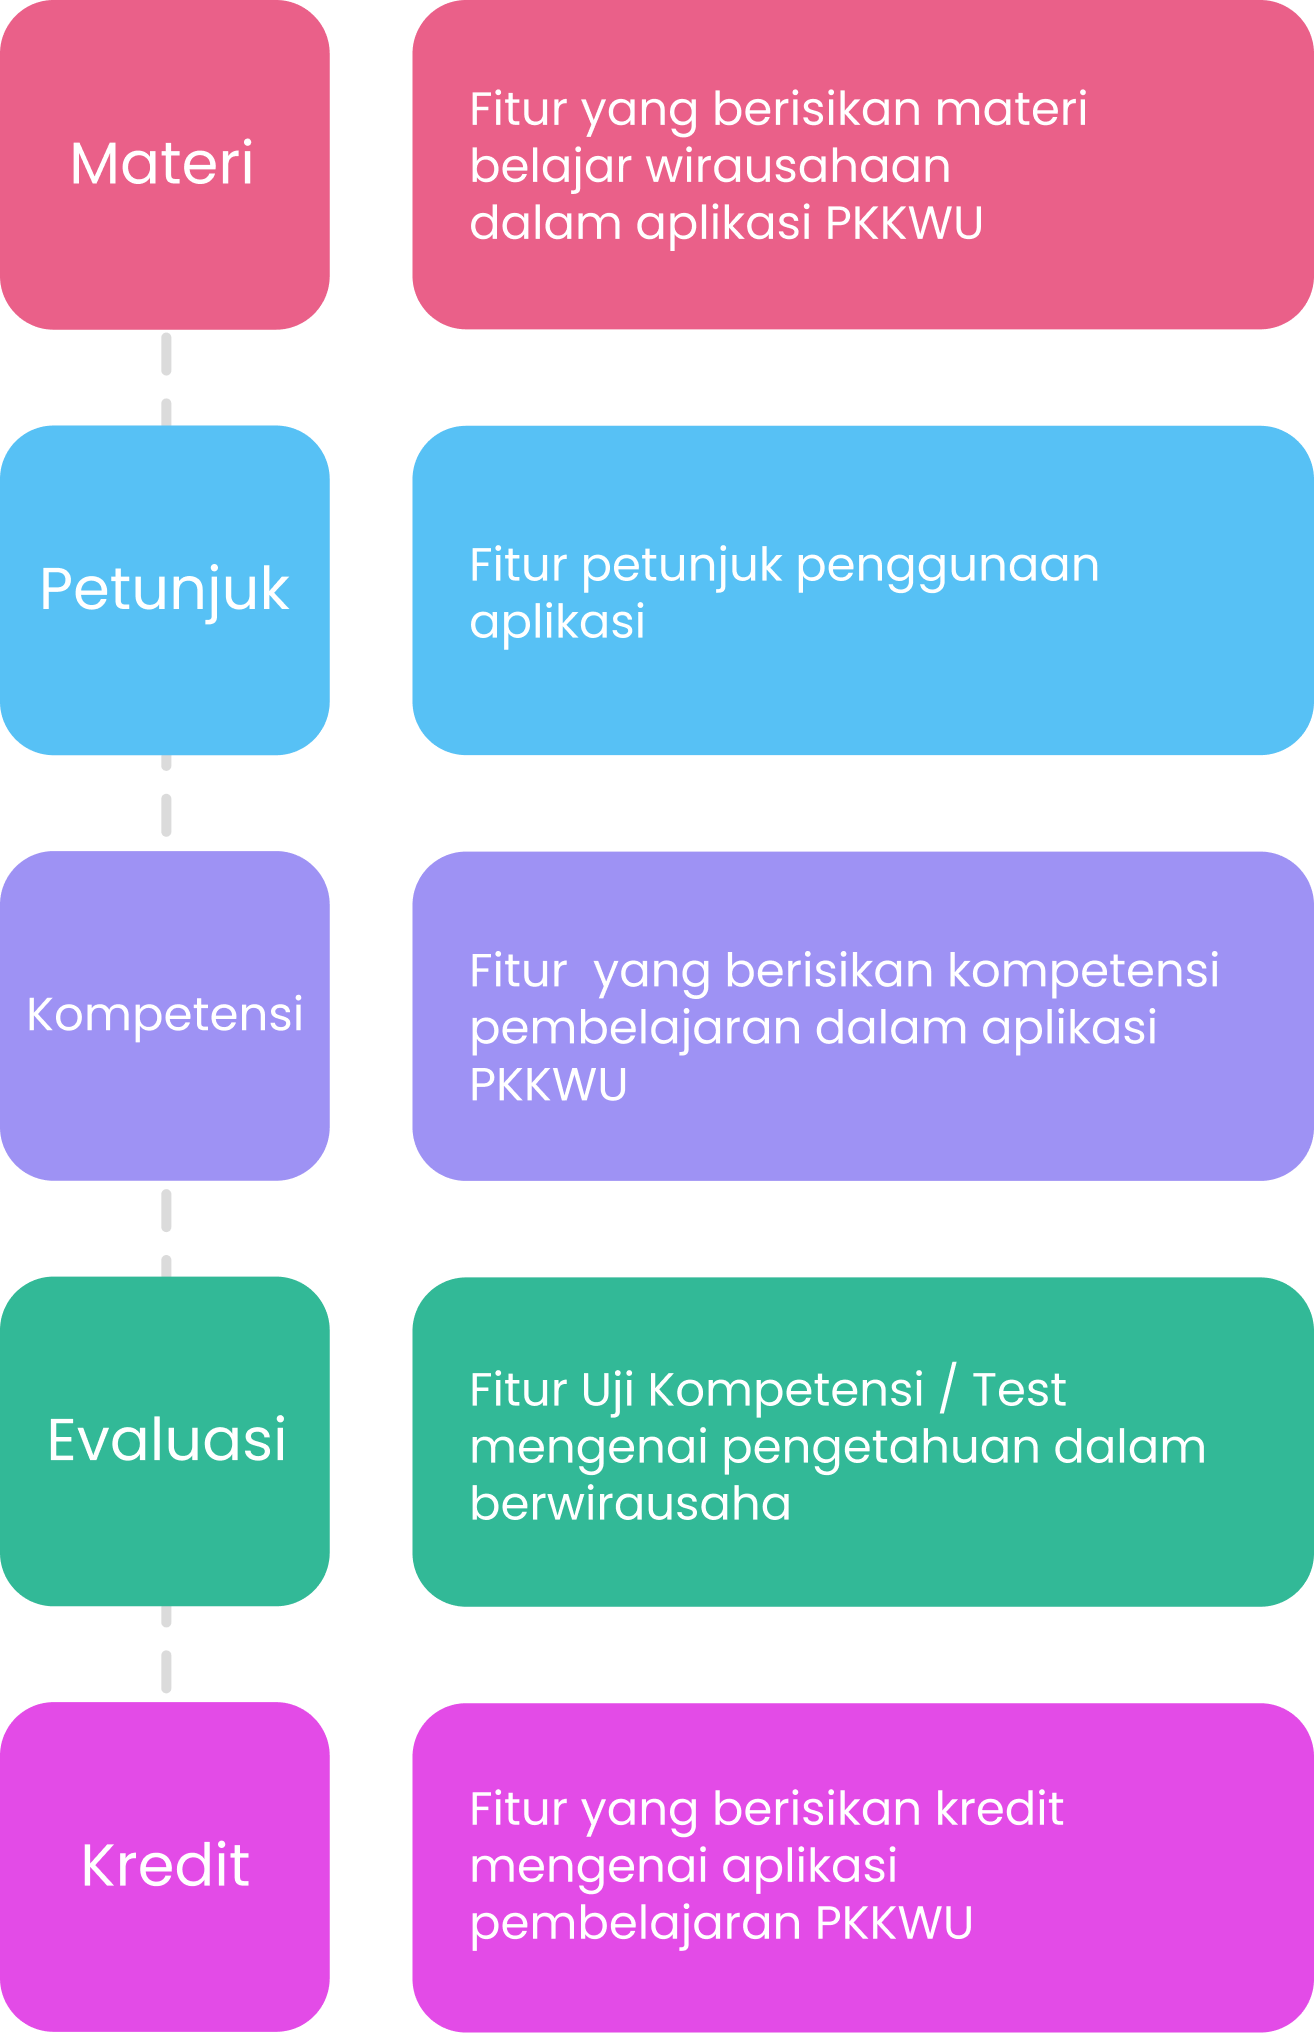 Materi
Fitur yang berisikan materi
belajar wirausahaan
dalam aplikasi PKKWU
Petunjuk
Fitur petunjuk penggunaan
aplikasi
Kompetensi
Fitur  yang berisikan kompetensi
pembelajaran dalam aplikasi
PKKWU
Evaluasi
Fitur Uji Kompetensi / Test
mengenai pengetahuan dalam
berwirausaha
Kredit
Fitur yang berisikan kredit
mengenai aplikasi
pembelajaran PKKWU